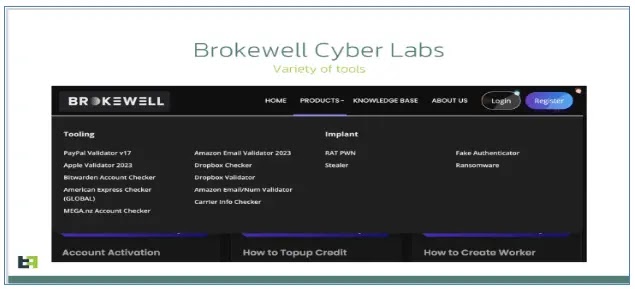 Brokewell Cyber Labs
Variety of tools
BROKEWELL HOME PRODUCTS KNOWLEDGE BASE ABOUT US Login Register
Tooling
PayPal Validator v17
Apple Validator 2023
Bitwarden Account Checker
American Express Checker
(GLOBAL)
MEGA.nz Account Checker
Amazon Email Validator 2023
Dropbox Checker
Dropbox Validator
Amazon Email/Num Validator
Carrier Info Checker
Implant
RAT PWN
Stealer
Fake Authenticator
Ransomware
Account Activation
How to Topup Credit
How to Create Worker